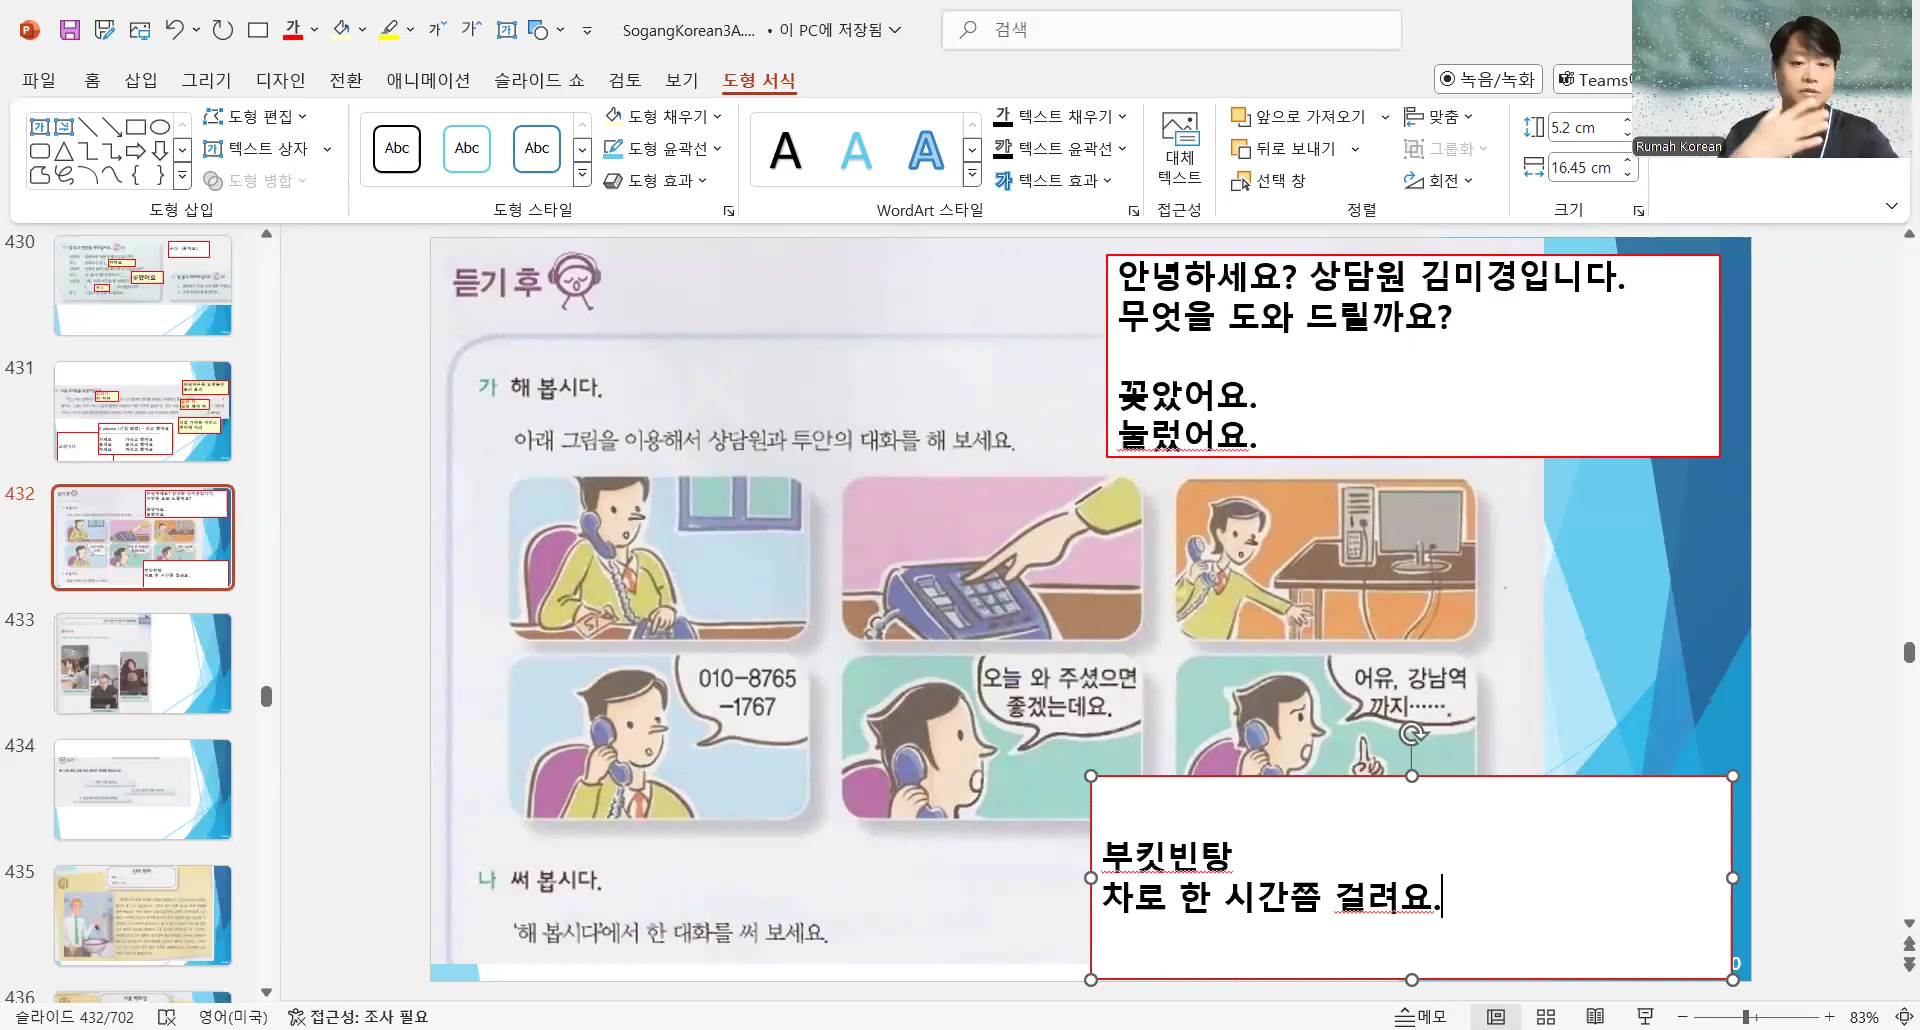 SogangKorean3A.... • 이 PC에 저장됨
검색
파일 홈 삽입 그리기 디자인 전환 애니메이션 슬라이드 쇼 검토 보기 도형 서식
녹음/녹화
Teams
도형 편집
텍스트 상자
도형 병합
도형 삽입
Abc Abc Abc
도형 채우기
도형 윤곽선
도형 효과
도형 스타일
A A A
텍스트 채우기
텍스트 윤곽선
텍스트 효과
WordArt 스타일
대체
텍스트
접근성
앞으로 가져오기
뒤로 보내기
선택 창
맞춤
그룹화
회전
정렬
5.2 cm
16.45 cm
크기
Rumah Korean
430
431
432
433
434
435
436
듣기 후
안녕하세요? 상담원 김미경입니다.
무엇을 도와 드릴까요?
꽂았어요.
눌렀어요.
가 해 봅시다.
아래 그림을 이용해서 상담원과 투안의 대화를 해 보세요.
010-8765
-1767
오늘 와 주셨으면
좋겠는데요.
어유, 강남역
까지…….
부킷빈탕
차로 한 시간쯤 걸려요.
나 써 봅시다.
'해 봅시다'에서 한 대화를 써 보세요.
슬라이드 432/702
영어(미국)
접근성: 조사 필요
메모
83%